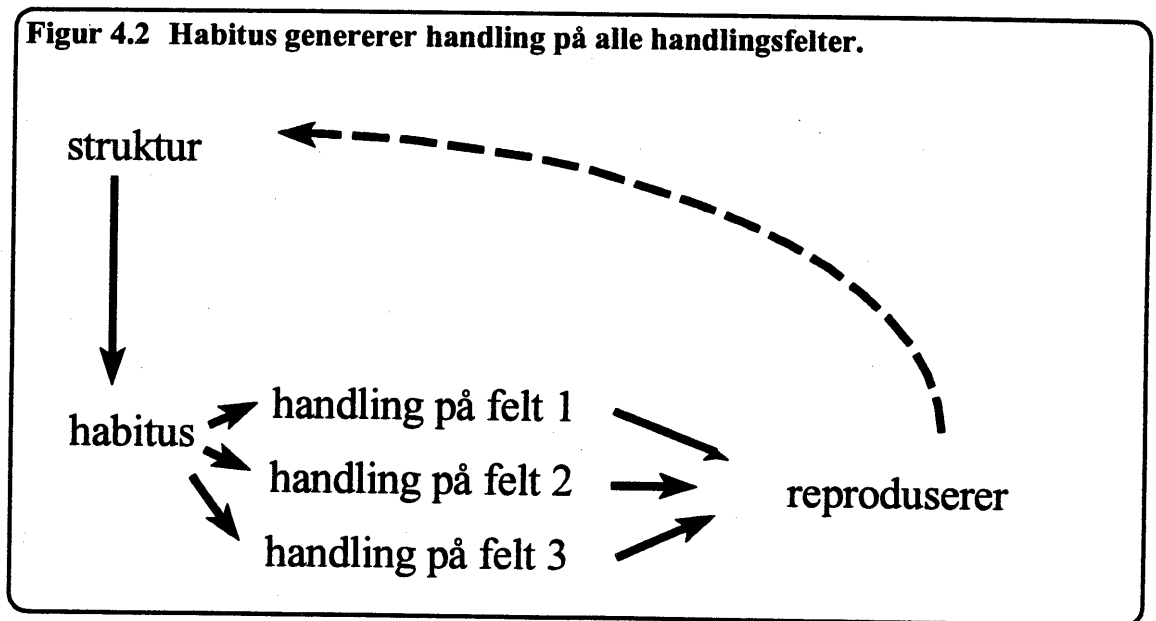 Figur 4.2 Habitus genererer handling på alle handlingsfelter.
struktur
habitus
handling på felt 1
handling på felt 2
handling på felt 3
reproduserer